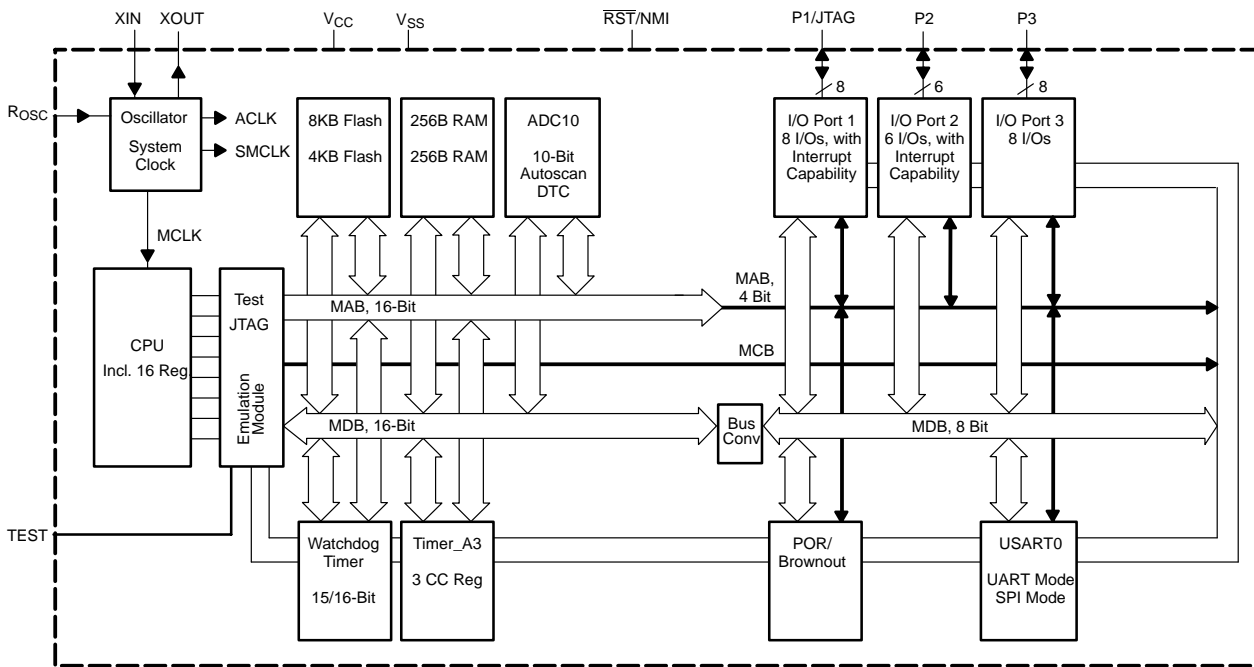 XIN XOUT VCC VSS RST/NMI P1/JTAG P2 P3
8 6 8
ROSC
Oscillator
System
Clock
ACLK
SMCLK
8KB Flash
4KB Flash
256B RAM
256B RAM
ADC10
10-Bit
Autoscan
DTC
I/O Port 1
8 I/Os, with
Interrupt
Capability
I/O Port 2
6 I/Os, with
Interrupt
Capability
I/O Port 3
8 I/Os
MCLK
CPU
Incl. 16 Reg.
Test
JTAG
Emulation
Module
MAB, 16-Bit
MAB,
4 Bit
MCB
MDB, 16-Bit
Bus
Conv
MDB, 8 Bit
TEST
Watchdog
Timer
15/16-Bit
Timer_A3
3 CC Reg
POR/
Brownout
USART0
UART Mode
SPI Mode